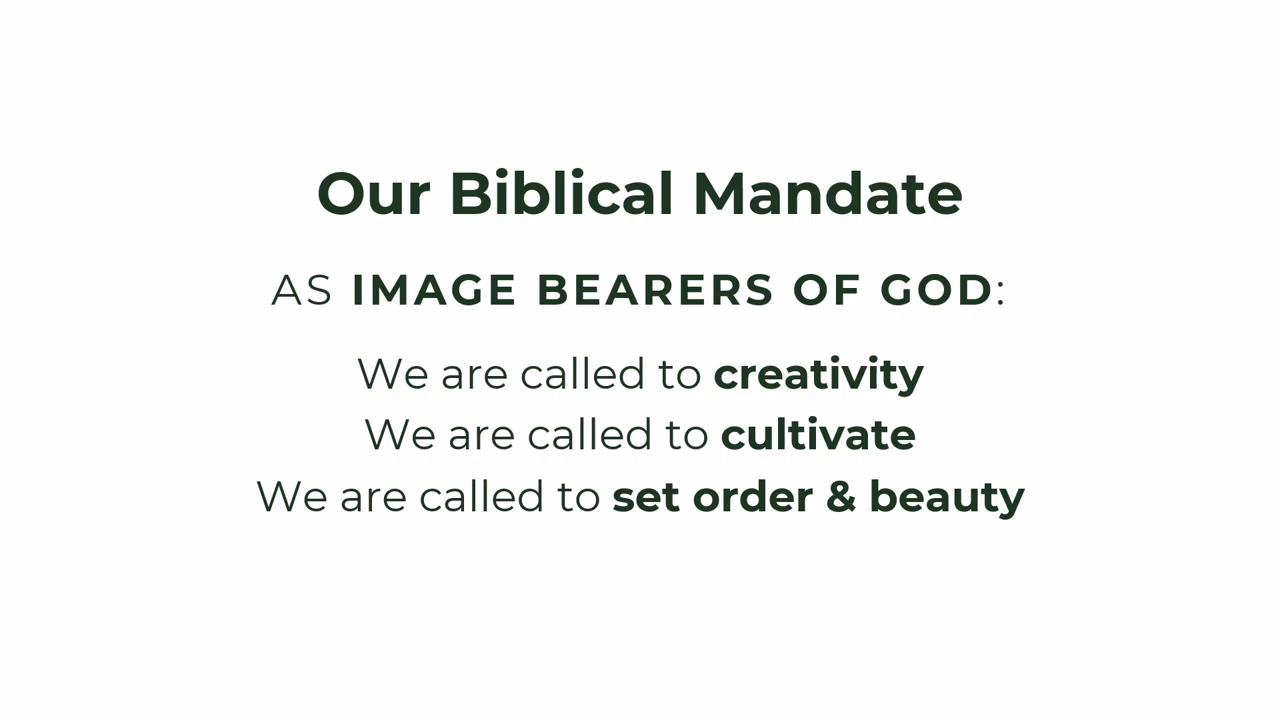 Our Biblical Mandate
AS IMAGE BEARERS OF GOD:
We are called to creativity
We are called to cultivate
We are called to set order & beauty